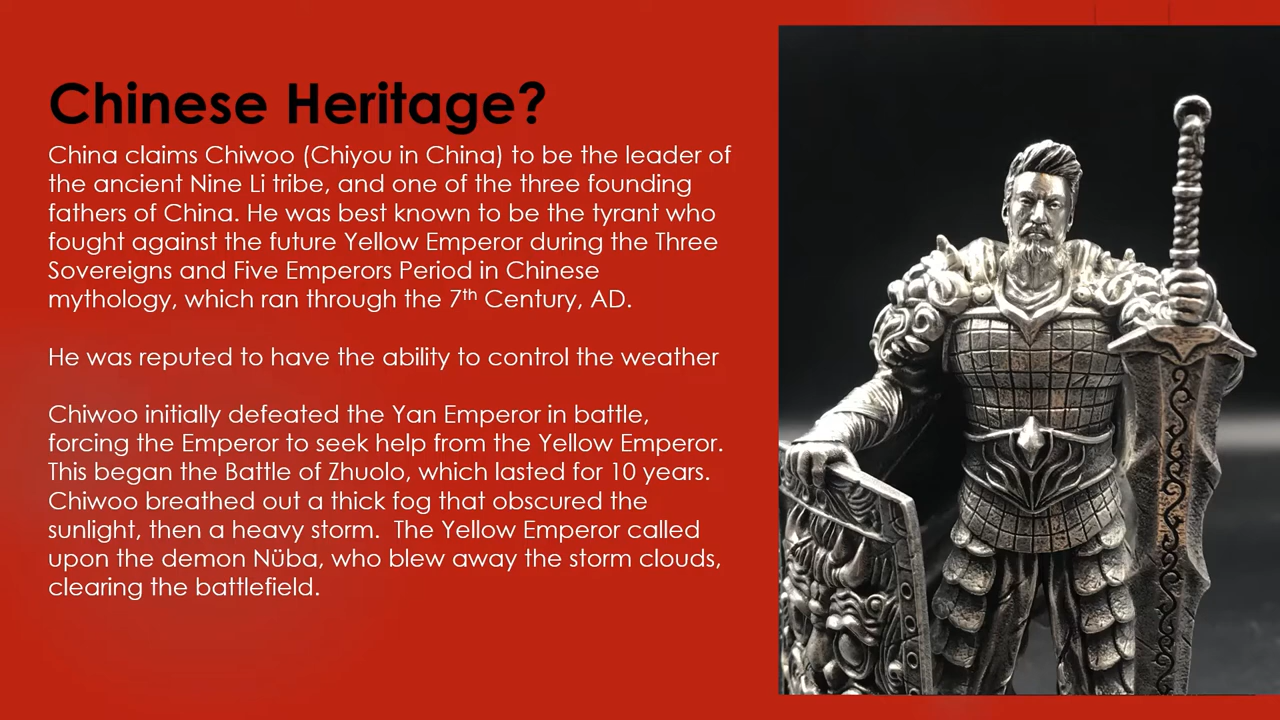 Chinese Heritage?
China claims Chiwoo (Chiyou in China) to be the leader of
the ancient Nine Li tribe, and one of the three founding
fathers of China. He was best known to be the tyrant who
fought against the future Yellow Emperor during the Three
Sovereigns and Five Emperors Period in Chinese
mythology, which ran through the 7th Century, AD.
He was reputed to have the ability to control the weather
Chiwoo initially defeated the Yan Emperor in battle,
forcing the Emperor to seek help from the Yellow Emperor.
This began the Battle of Zhuolo, which lasted for 10 years.
Chiwoo breathed out a thick fog that obscured the
sunlight, then a heavy storm.  The Yellow Emperor called
upon the demon Nüba, who blew away the storm clouds,
clearing the battlefield.